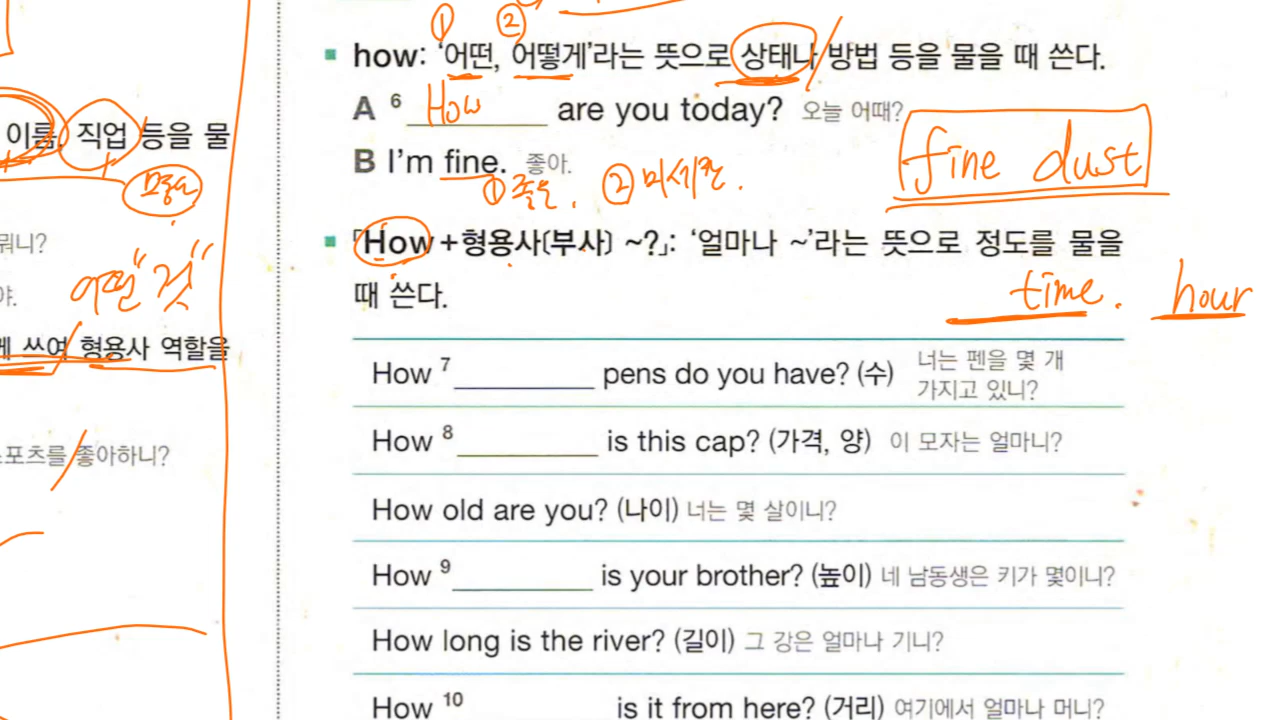 이름, 직업 등을 물
뭐니?
어떤 "것"
야.
게 쓰여 형용사 역할을
스포츠를 좋아하니?
① ②
how: '어떤, 어떻게'라는 뜻으로 상태나 방법 등을 물을 때 쓴다.
A 6 How are you today? 오늘 어때?
B I'm fine. 좋아.
① 좋은, ② 미세한.
fine dust
「How+형용사(부사) ~?」: '얼마나 ~'라는 뜻으로 정도를 물을
때 쓴다.
time. hour
How 7 ________ pens do you have? (수) 너는 펜을 몇 개
가지고 있니?
How 8 ________ is this cap? (가격, 양) 이 모자는 얼마니?
How old are you? (나이) 너는 몇 살이니?
How 9 ________ is your brother? (높이) 네 남동생은 키가 몇이니?
How long is the river? (길이) 그 강은 얼마나 기니?
How 10 ________ is it from here? (거리) 여기에서 얼마나 머니?